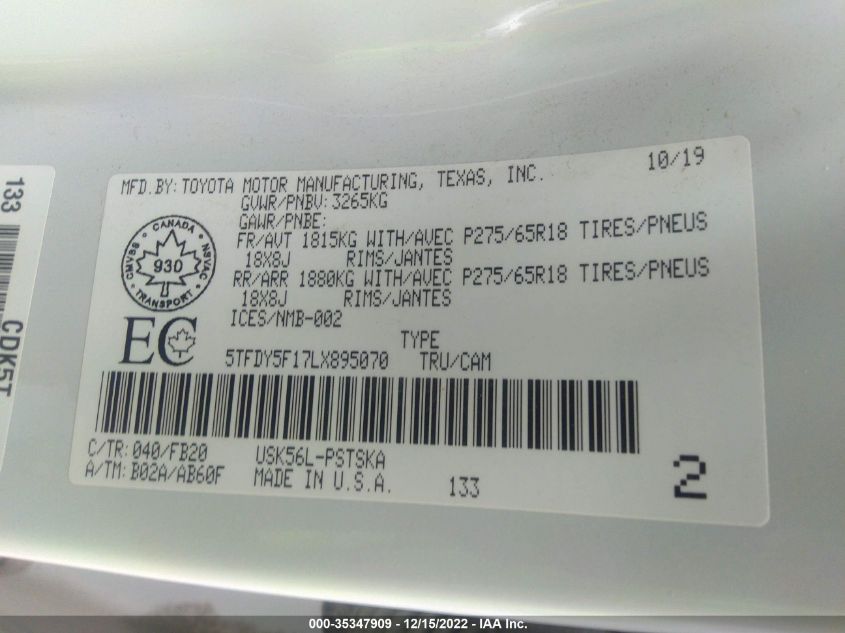 MFD.BY: TOYOTA MOTOR MANUFACTURING, TEXAS, INC. 10/19
GVWR/PNBV: 3265KG
GAWR/PNBE:
FR/AVT 1815KG WITH/AVEC P275/65R18 TIRES/PNEUS
18X8J RIMS/JANTES
RR/ARR 1880KG WITH/AVEC P275/65R18 TIRES/PNEUS
18X8J RIMS/JANTES
ICES/NMB-002
CANADA
CMVSS
NSVAC
930
TRANSPORT
EC
TYPE
5TFDY5F17LX895070 TRU/CAM
C/TR: 040/FB20 USK56L-PSTSKA
A/TM: B02A/AB60F MADE IN U.S.A. 133
2
133
CDK5T
000-35347909 - 12/15/2022 - IAA Inc.